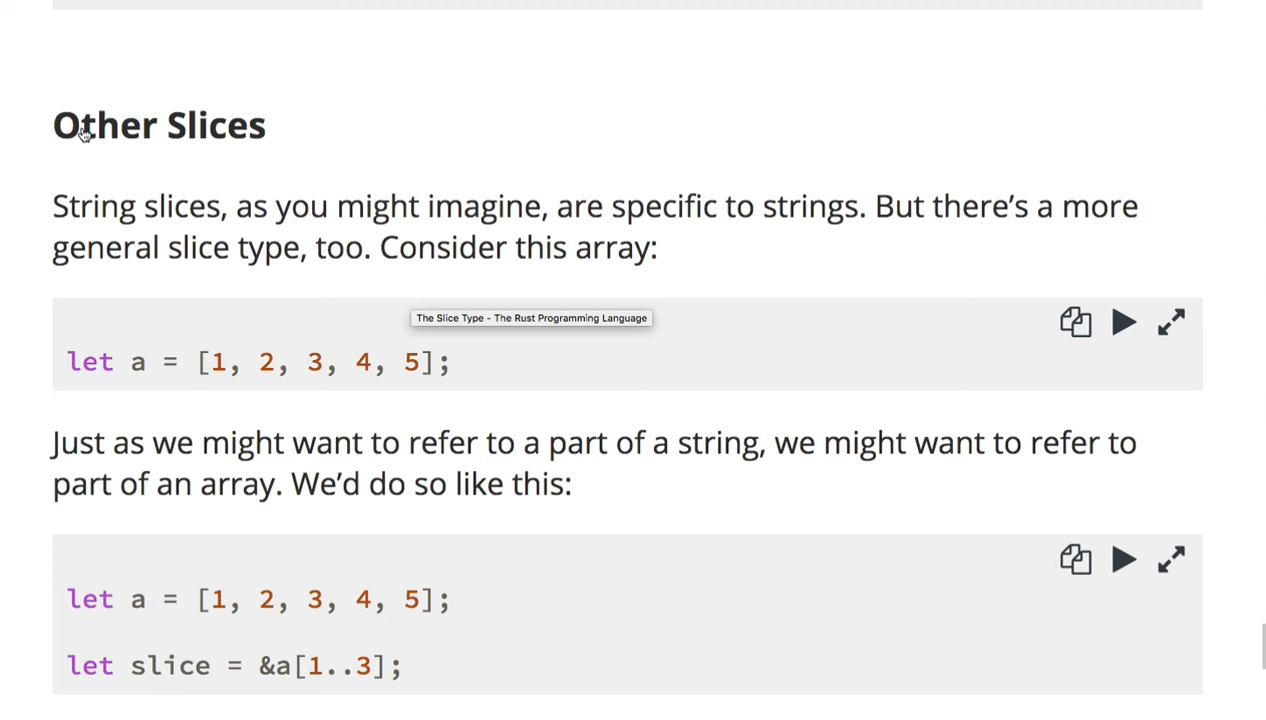 Other Slices
String slices, as you might imagine, are specific to strings. But there’s a more
general slice type, too. Consider this array:
The Slice Type - The Rust Programming Language
let a = [1, 2, 3, 4, 5];
Just as we might want to refer to a part of a string, we might want to refer to
part of an array. We’d do so like this:
let a = [1, 2, 3, 4, 5];
let slice = &a[1..3];